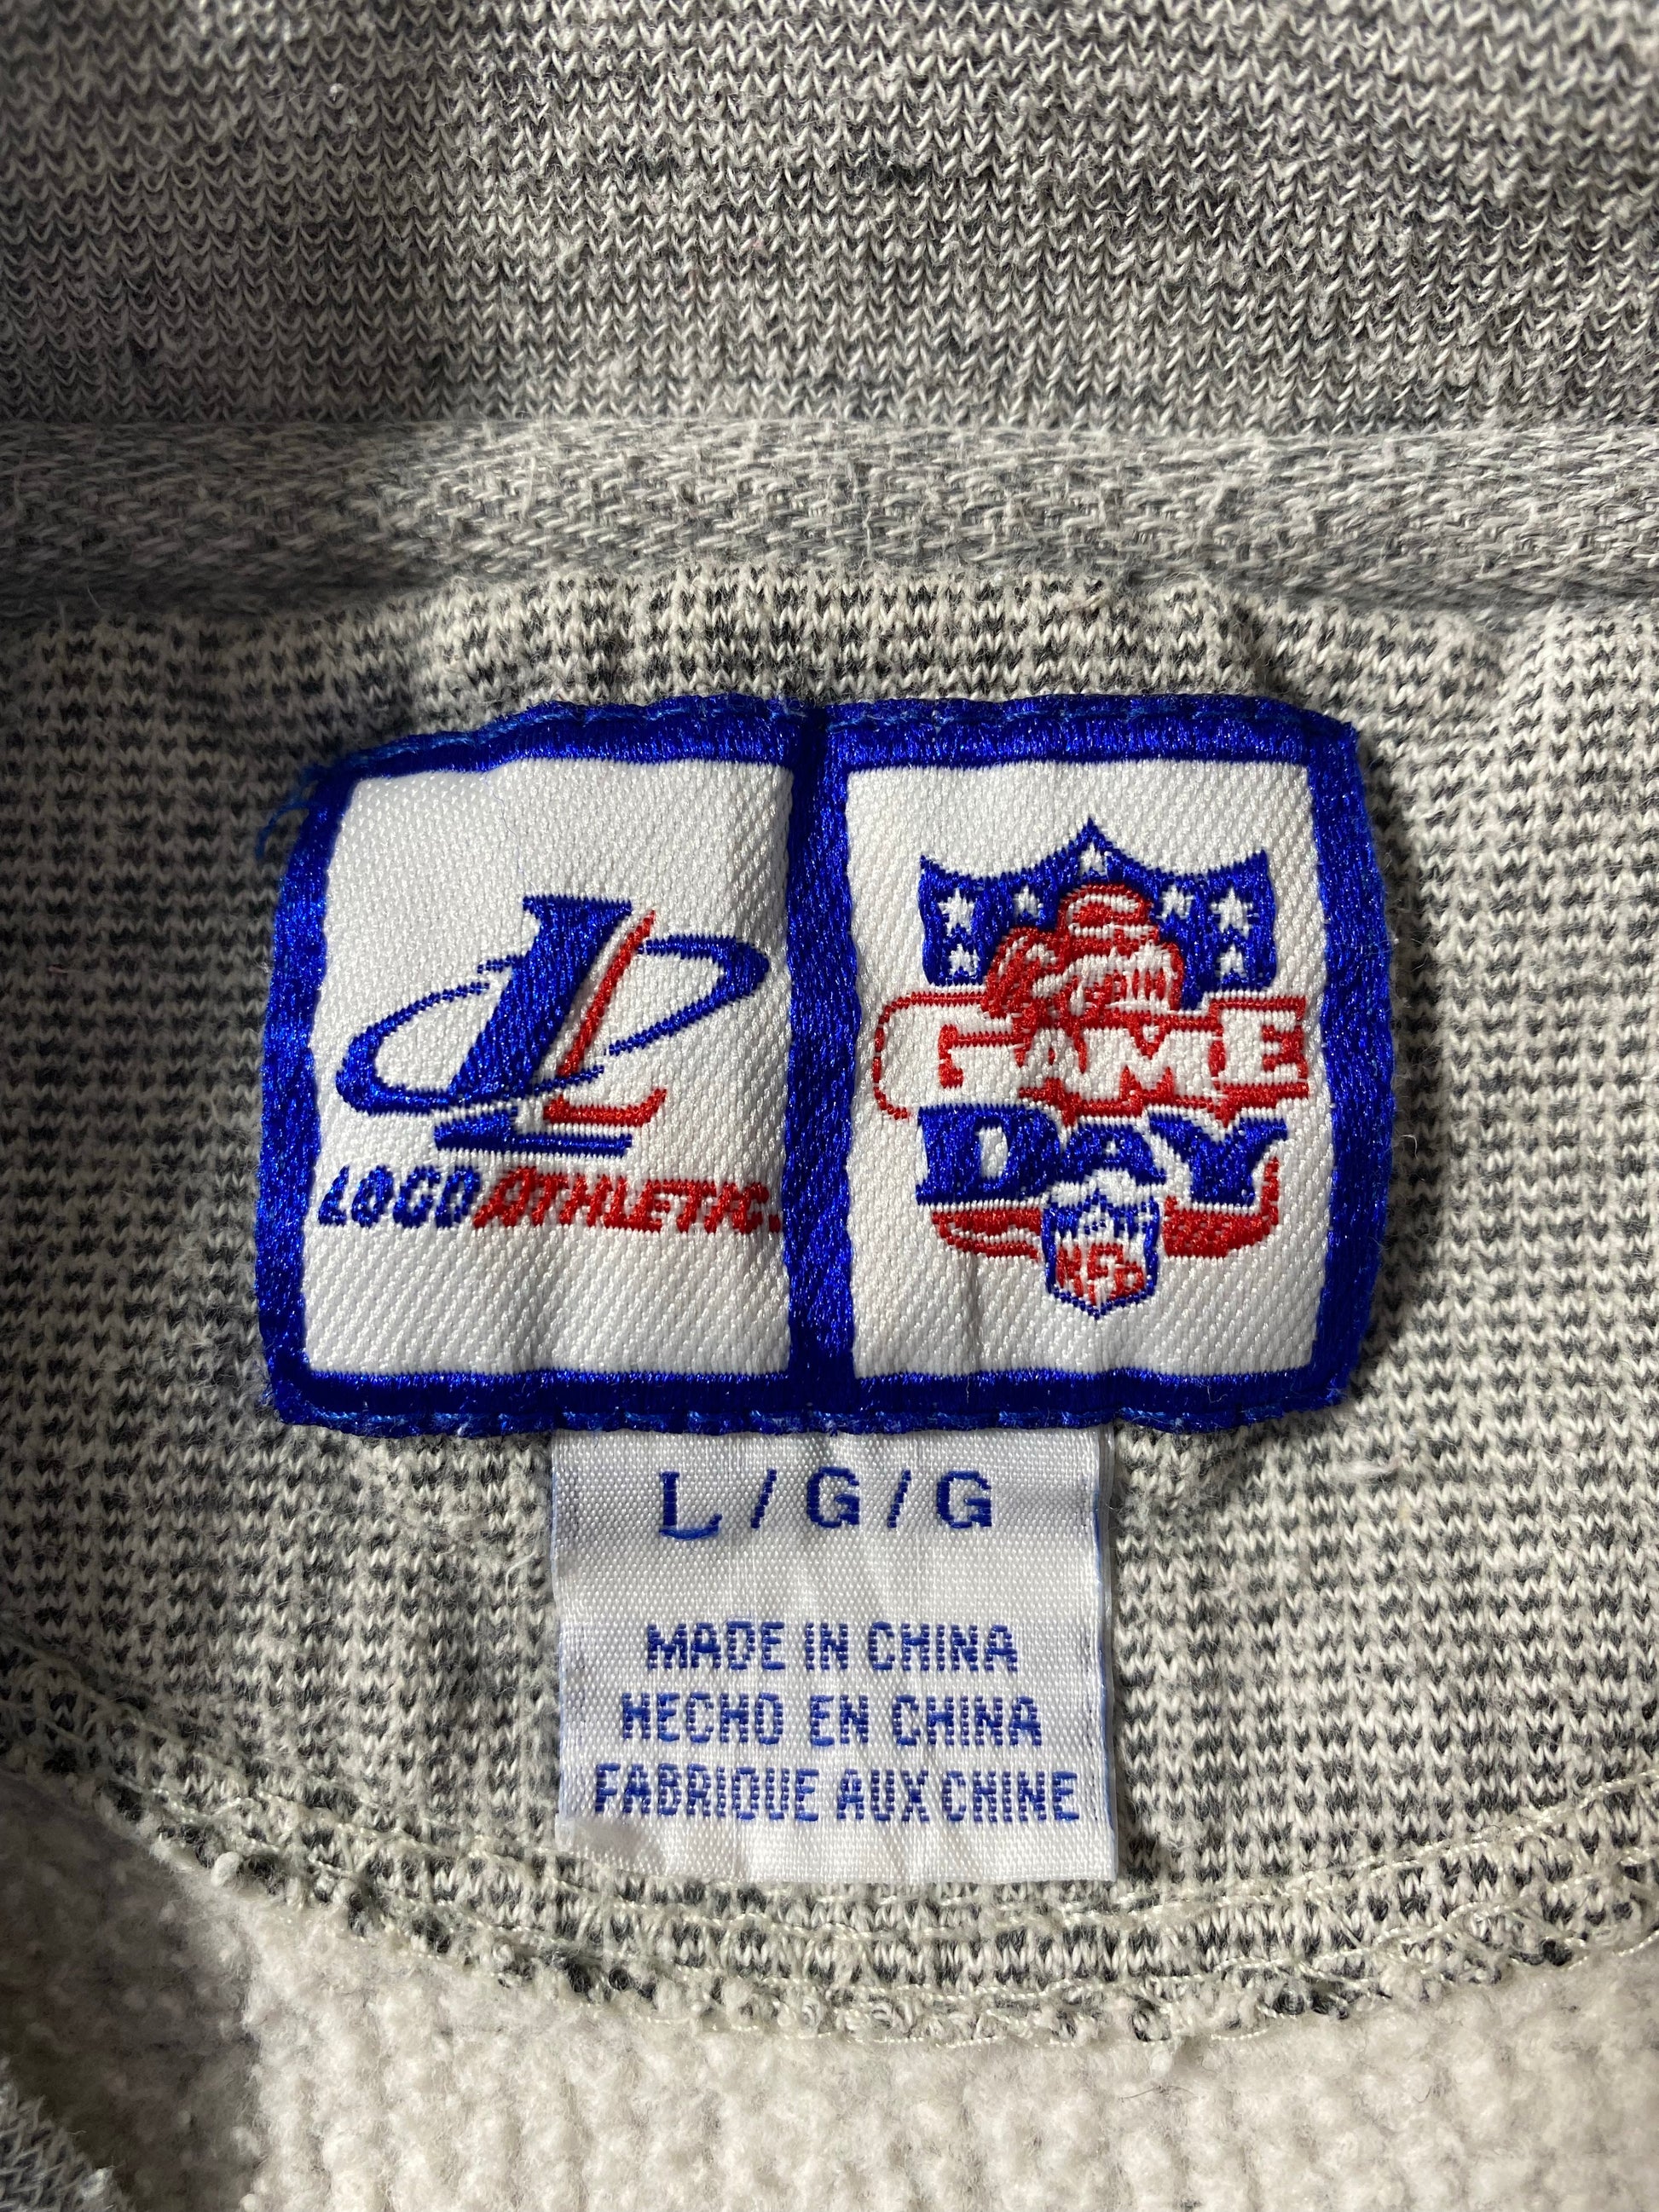 L
LOGO ATHLETIC.
GAME
DAY
NFL
L/G/G
MADE IN CHINA
HECHO EN CHINA
FABRIQUE AUX CHINE